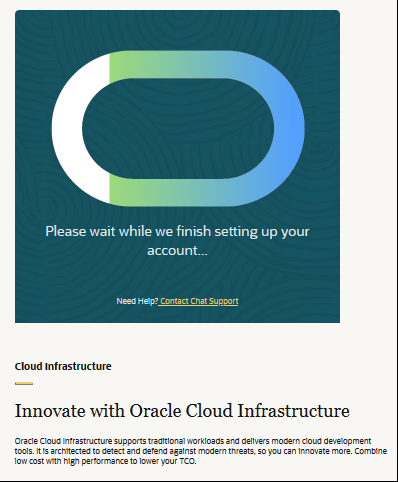 Please wait while we finish setting up your
account...
Need Help? Contact Chat Support
Cloud Infrastructure
Innovate with Oracle Cloud Infrastructure
Oracle Cloud Infrastructure supports traditional workloads and delivers modern cloud development
tools. It is architected to detect and defend against modern threats, so you can innovate more. Combine
low cost with high performance to lower your TCO.